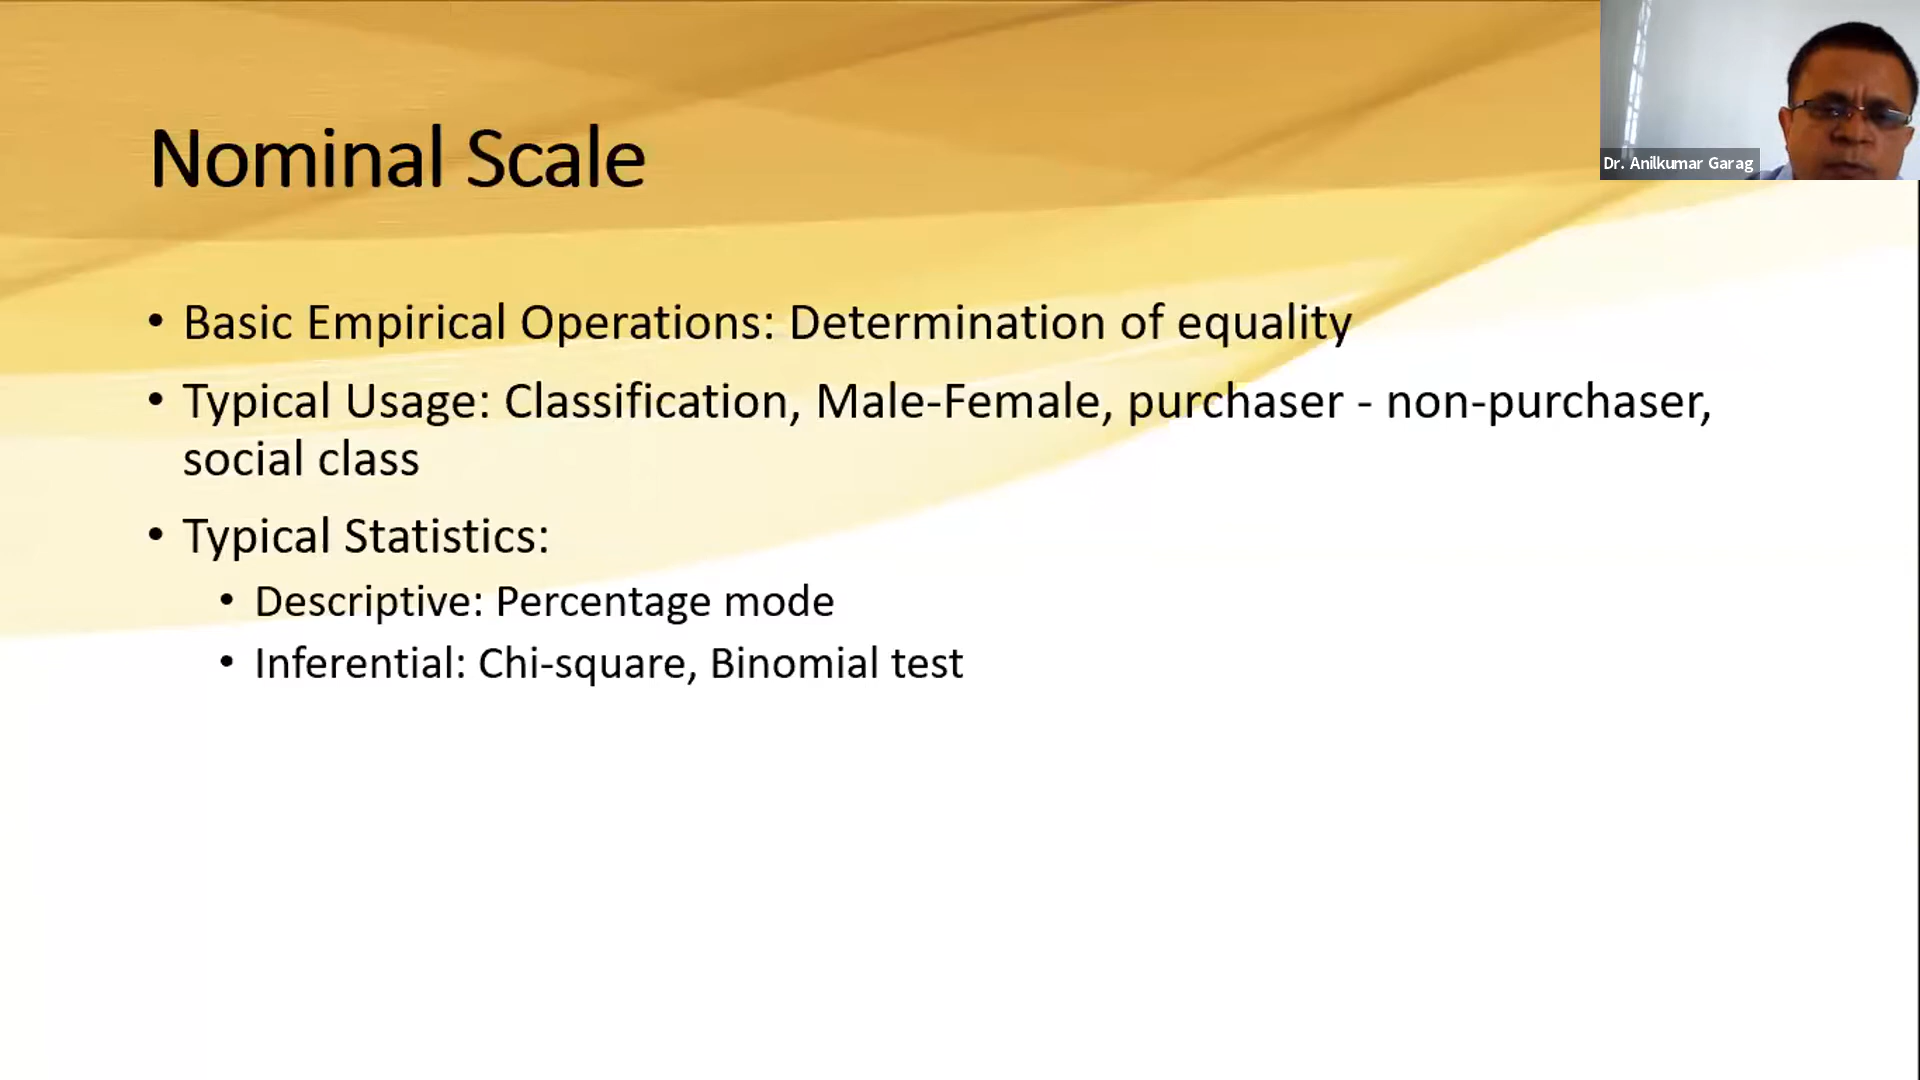 Nominal Scale
Dr. Anilkumar Garag
• Basic Empirical Operations: Determination of equality
• Typical Usage: Classification, Male-Female, purchaser - non-purchaser,
social class
• Typical Statistics:
• Descriptive: Percentage mode
• Inferential: Chi-square, Binomial test